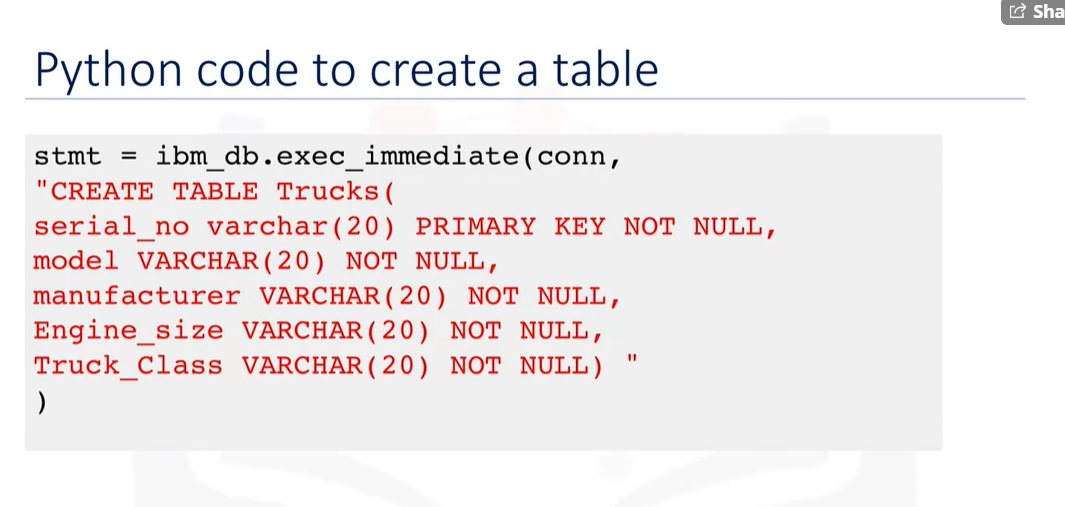 Sha
Python code to create a table
stmt = ibm_db.exec_immediate(conn,
"CREATE TABLE Trucks(
serial_no varchar(20) PRIMARY KEY NOT NULL,
model VARCHAR(20) NOT NULL,
manufacturer VARCHAR(20) NOT NULL,
Engine_size VARCHAR(20) NOT NULL,
Truck_Class VARCHAR(20) NOT NULL) "
)